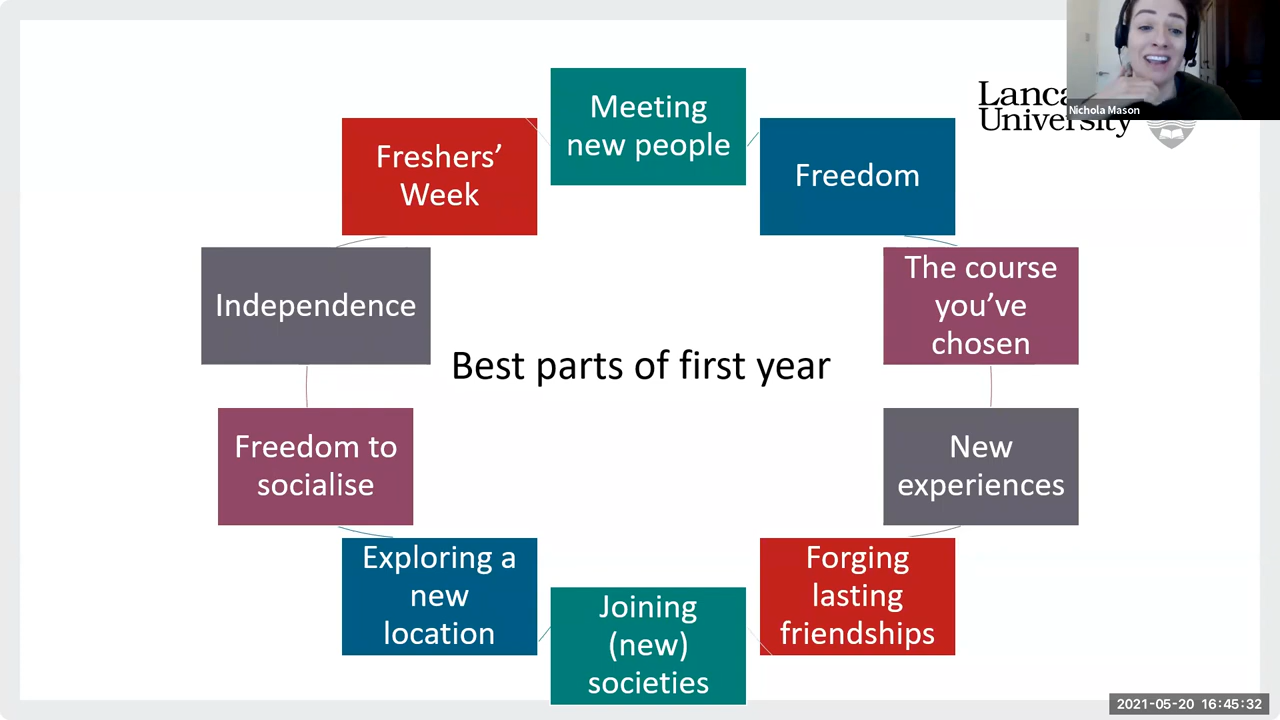 Meeting
new people
Freedom
The course
you've
chosen
New
experiences
Forging
lasting
friendships
Joining
(new)
societies
Exploring a
new
location
Freedom to
socialise
Independence
Freshers'
Week
Best parts of first year
Lanca
University
Nichola Mason
2021-05-20 16:45:32